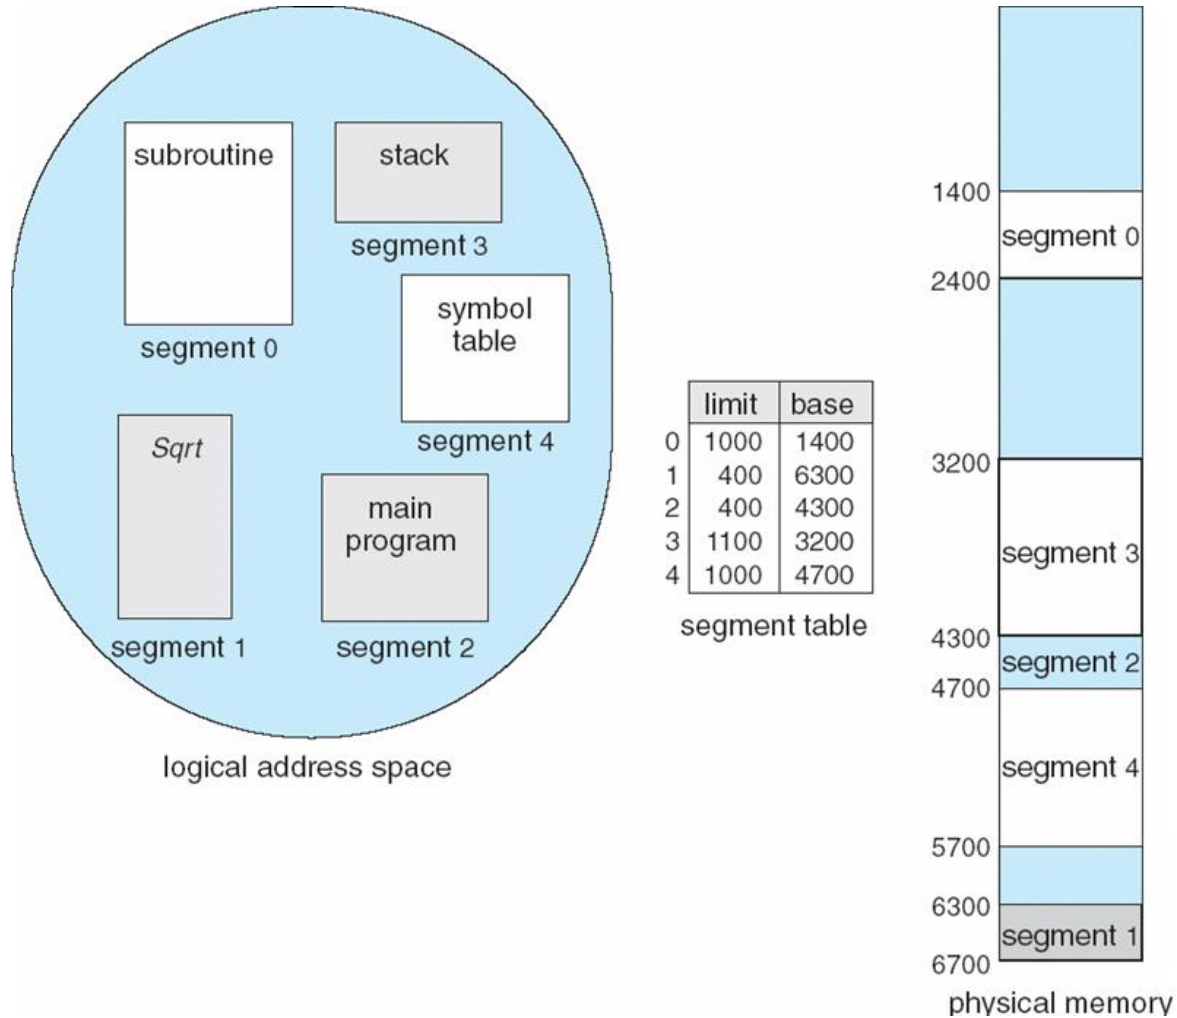 subroutine
segment 0
stack
segment 3
symbol
table
segment 4
Sqrt
segment 1
main
program
segment 2
logical address space
limit base
0 1000 1400
1 400 6300
2 400 4300
3 1100 3200
4 1000 4700
segment table
1400
segment 0
2400
3200
segment 3
4300
segment 2
4700
segment 4
5700
6300
segment 1
6700
physical memory